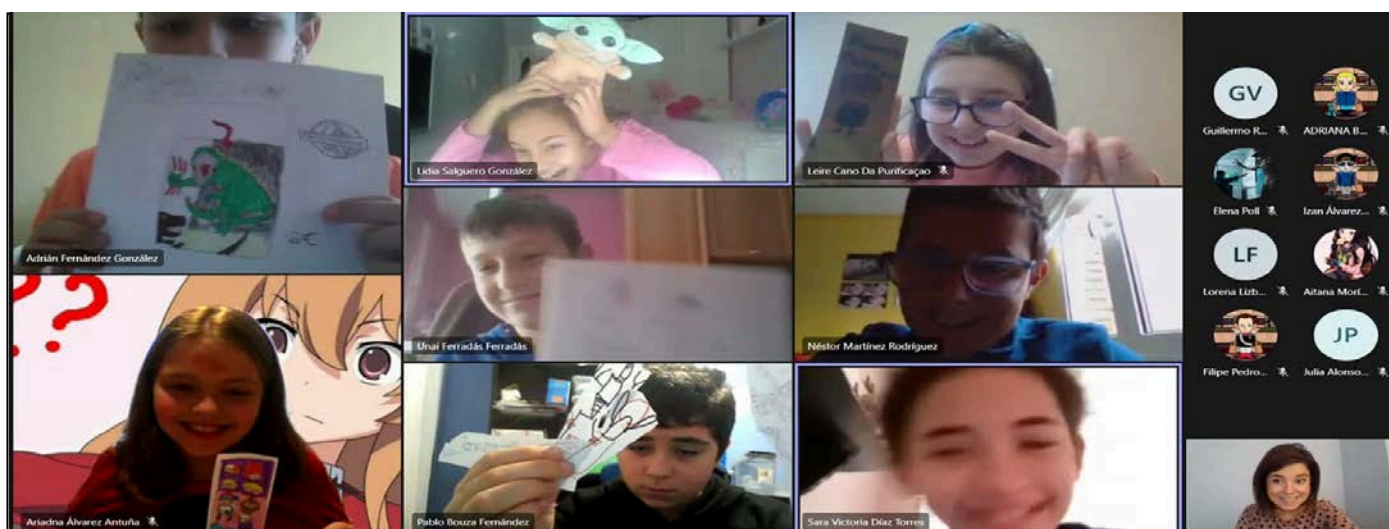 Adrián Fernández González
Lidia Salguero González
Leire Cano Da Purificaçao
GV
Guillermo R...
ADRIANA B...
Unai Ferradás Ferradás
Néstor Martínez Rodríguez
Elena Poll
Izan Álvarez...
LF
Lorena Lizb...
Aitana Morí...
Filipe Pedro...
JP
Julia Alonso...
??
Ariadna Álvarez Antuña
Pablo Bouza Fernández
Sara Victoria Díaz Torres